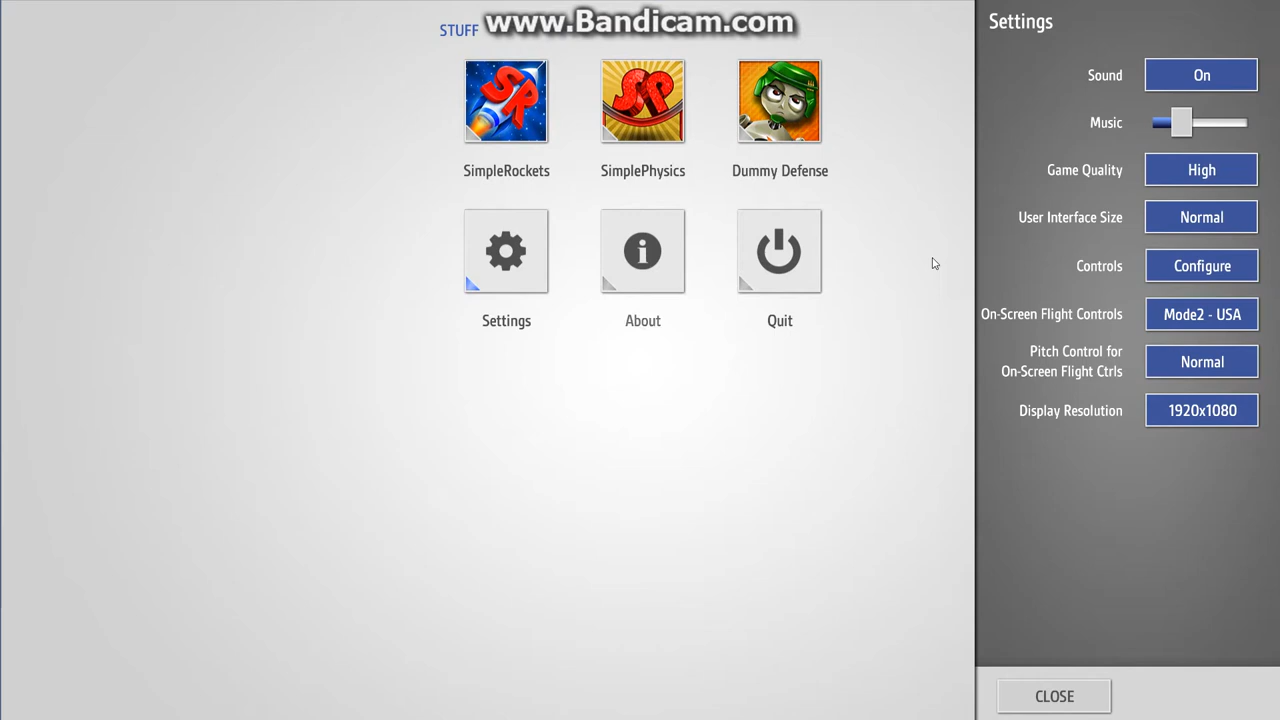 www.Bandicam.com
STUFF
SR
SP
SimpleRockets
SimplePhysics
Dummy Defense
Settings
About
Quit
Settings
Sound
On
Music
Game Quality
High
User Interface Size
Normal
Controls
Configure
On-Screen Flight Controls
Mode2 - USA
Pitch Control for
On-Screen Flight Ctrls
Normal
Display Resolution
1920x1080
CLOSE